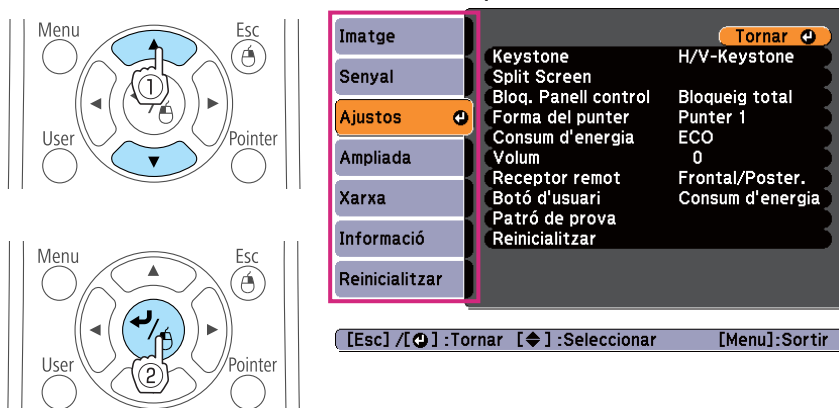 Menu
Esc
①
User
Pointer
Menu
Esc
User
Pointer
②
Imatge
Senyal
Ajustos
Ampliada
Xarxa
Informació
Reinicialitzar
Tornar
Keystone H/V-Keystone
Split Screen
Bloq. Panell control Bloqueig total
Forma del punter Punter 1
Consum d'energia ECO
Volum 0
Receptor remot Frontal/Poster.
Botó d'usuari Consum d'energia
Patró de prova
Reinicialitzar
[Esc] /[ ] :Tornar [ ] :Seleccionar [Menu]:Sortir